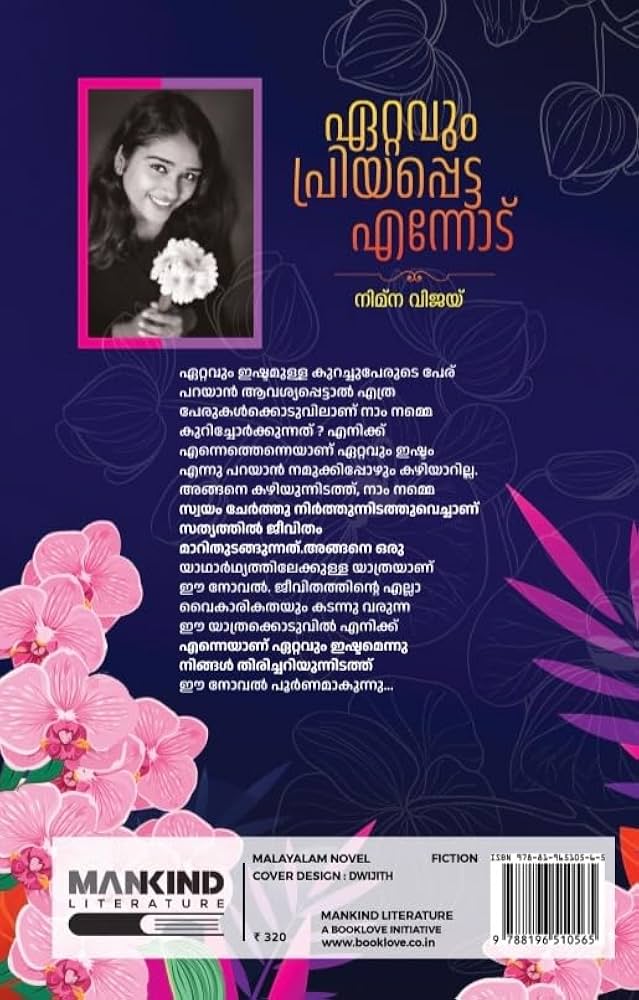 ഏറ്റവും
പ്രിയപ്പെട്ട
എന്നോട്
നിമ്ന വിജയ്
ഏറ്റവും ഇഷ്ടമുള്ള കുറച്ചുപേരുടെ പേര്
പറയാൻ ആവശ്യപ്പെട്ടാൽ എത്ര
പേരുകൾക്കൊടുവിലാണ് നാം നമ്മെ
കുറിച്ചോർക്കുന്നത് ? എനിക്ക്
എന്നെത്തെന്നെയാണ് ഏറ്റവും ഇഷ്ടം
എന്നു പറയാൻ നമുക്കിപ്പോഴും കഴിയാറില്ല.
അങ്ങനെ കഴിയുന്നിടത്ത്, നാം നമ്മെ
സ്വയം ചേർത്തു നിർത്തുന്നിടത്തുവെച്ചാണ്
സത്യത്തിൽ ജീവിതം
മാറിതുടങ്ങുന്നത്.അങ്ങനെ ഒരു
യാഥാർഥ്യത്തിലേക്കുള്ള യാത്രയാണ്
ഈ നോവൽ. ജീവിതത്തിന്റെ എല്ലാ
വൈകാരികതയും കടന്നു വരുന്ന
ഈ യാത്രക്കൊടുവിൽ എനിക്ക്
എന്നെയാണ് ഏറ്റവും ഇഷ്ടമെന്നു
നിങ്ങൾ തിരിച്ചറിയുന്നിടത്ത്
ഈ നോവൽ പൂർണമാകുന്നു...
MANKIND
LITERATURE
MALAYALAM NOVEL FICTION
COVER DESIGN : DWIJITH
₹ 320
MANKIND LITERATURE
A BOOKLOVE INITIATIVE
www.booklove.co.in
ISBN 978-81-965105-6-5
9 788196 510565